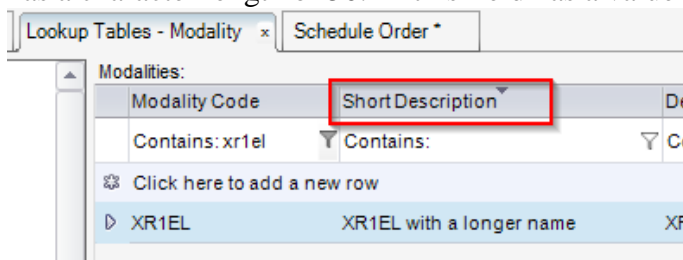 Lookup Tables - Modality × Schedule Order *
Modalities:
Modality Code Short Description
Contains: xr1el Contains:
Click here to add a new row
XR1EL XR1EL with a longer name